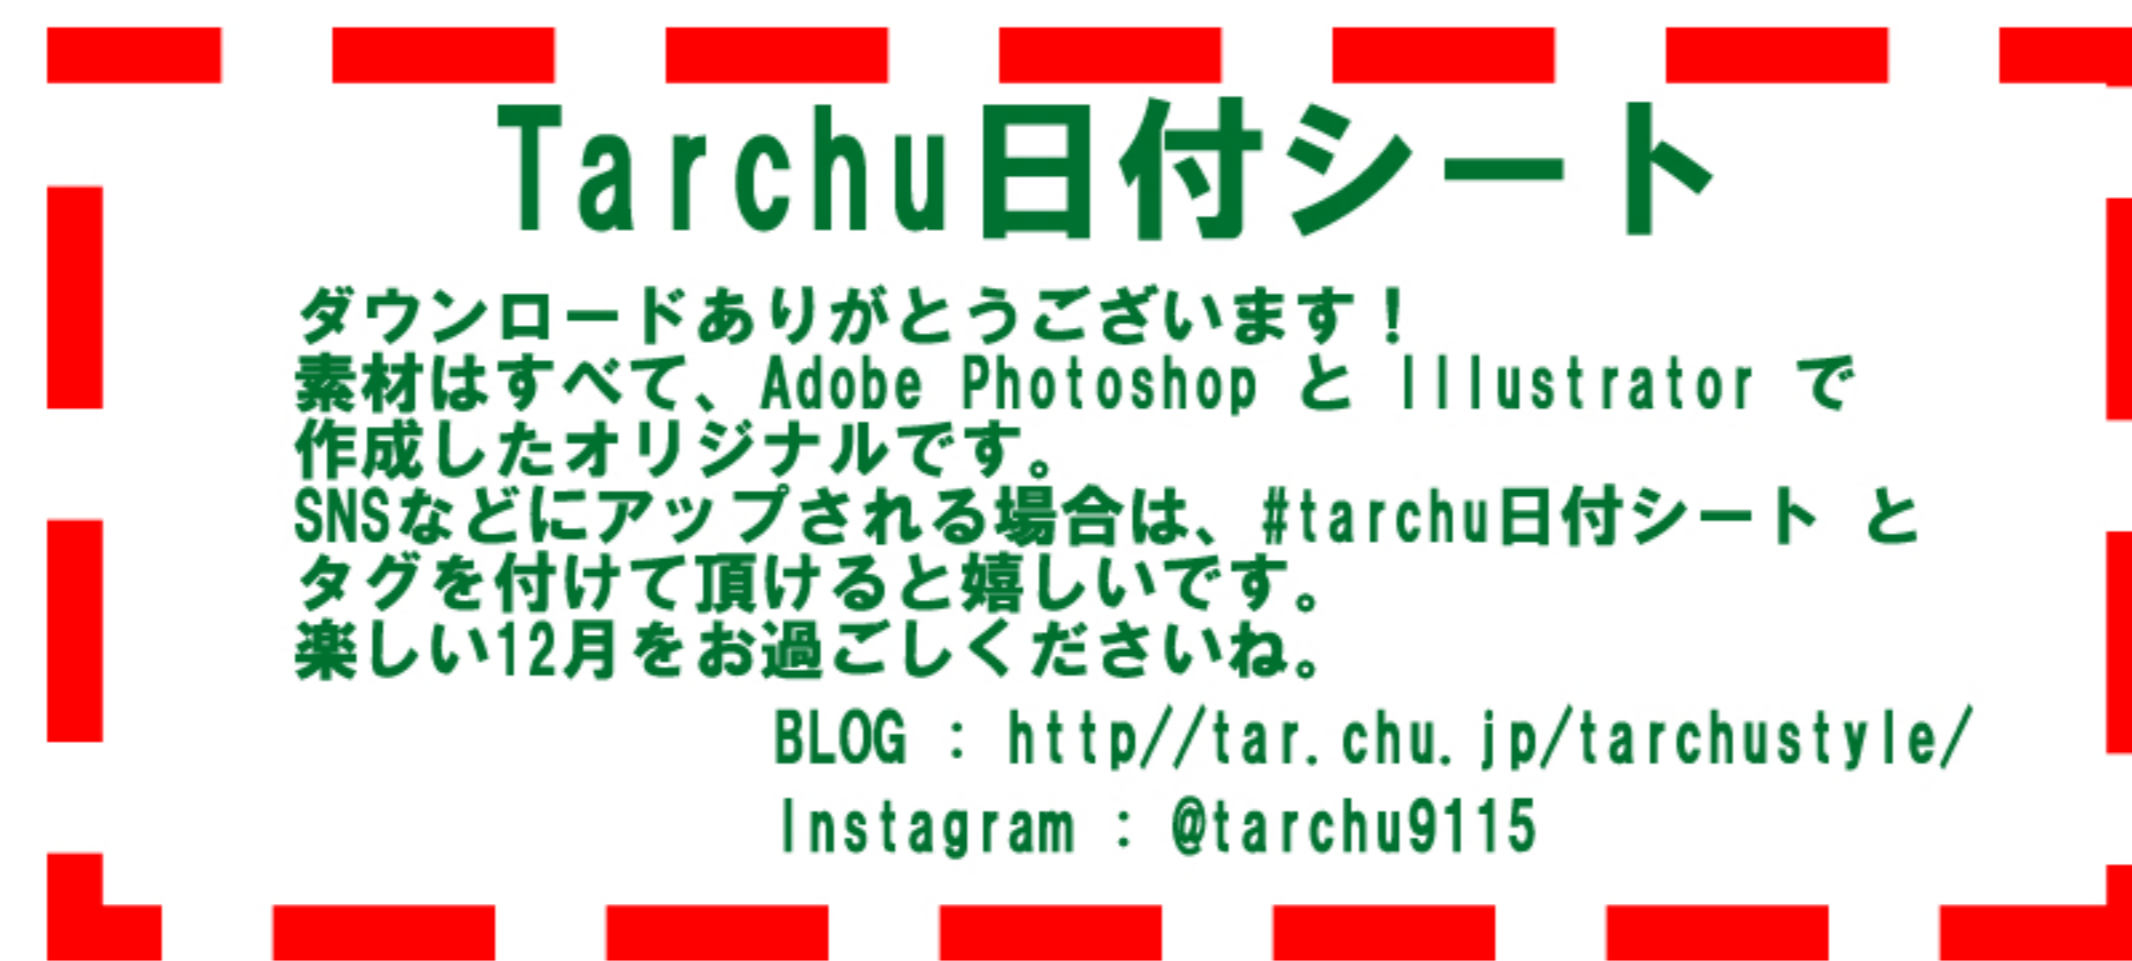 Tarchu日付シート
ダウンロードありがとうございます！
素材はすべて、Adobe Photoshop と Illustrator で
作成したオリジナルです。
SNSなどにアップされる場合は、#tarchu日付シート と
タグを付けて頂けると嬉しいです。
楽しい12月をお過ごしくださいね。
BLOG : http//tar.chu.jp/tarchustyle/
Instagram : @tarchu9115